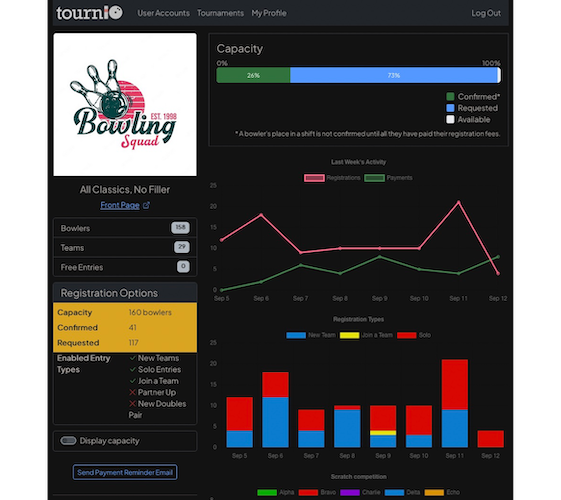 tournio
User Accounts
Tournaments
My Profile
Log Out
EST. 1998
Bowling
Squad
All Classics, No Filler
Front Page
Bowlers 158
Teams 29
Free Entries 0
Registration Options
Capacity 160 bowlers
Confirmed 41
Requested 117
Enabled Entry Types
✓ New Teams
✓ Solo Entries
✓ Join a Team
✕ Partner Up
✕ New Doubles
Pair
Display capacity
Send Payment Reminder Email
Capacity
0% 100%
26% 73%
Confirmed*
Requested
Available
* A bowler's place in a shift is not confirmed until all they have paid their registration fees.
Last Week's Activity
Registrations Payments
25
20
15
10
5
0
Sep 5 Sep 6 Sep 7 Sep 8 Sep 9 Sep 10 Sep 11 Sep 12
Registration Types
New Team Join a Team Solo
25
20
15
10
5
0
Sep 5 Sep 6 Sep 7 Sep 8 Sep 9 Sep 10 Sep 11 Sep 12
Scratch competition
Alpha Bravo Charlie Delta Echo